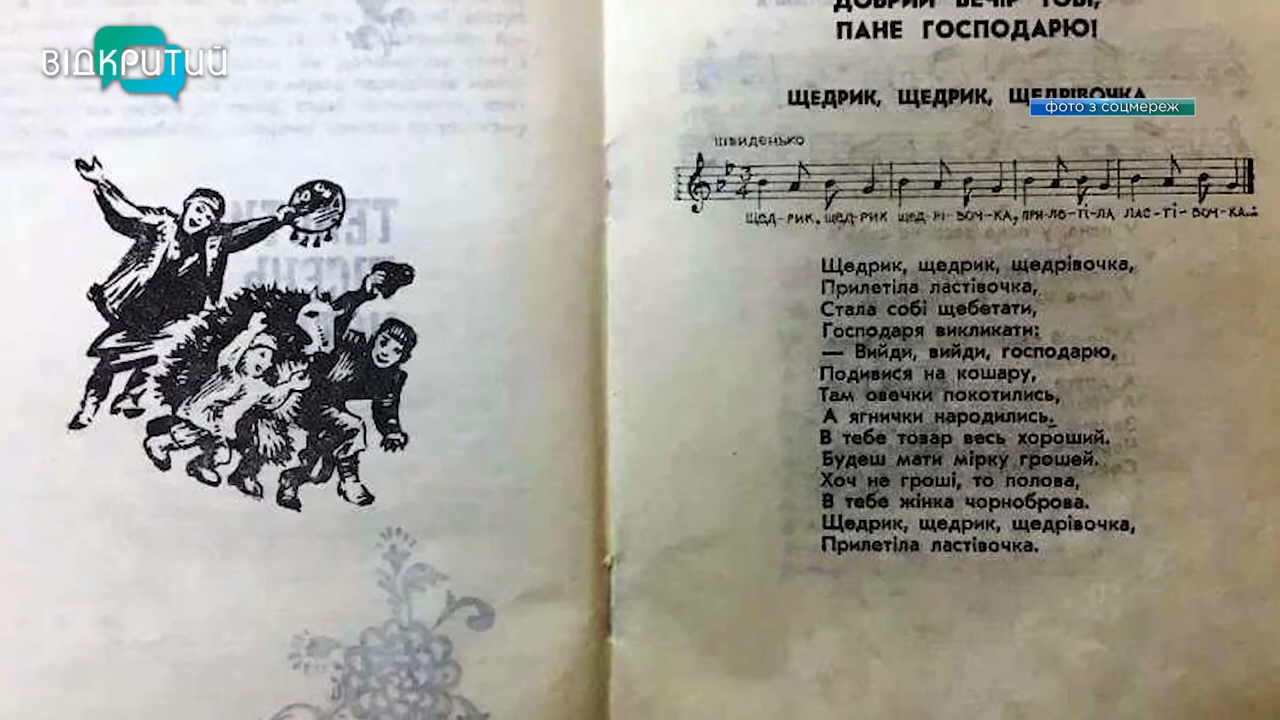 ВІДКРИТИЙ
ДОБРИЙ ВЕЧІР ТОБІ,
ПАНЕ ГОСПОДАРЮ!
ЩЕДРИК, ЩЕДРИК, ЩЕДРІВОЧКА
фото з соцмереж
Швиденько
ЩЕД-РИК, ЩЕД-РИК ЩЕД-РІ-ВОЧ-КА, ПРИ-ЛЕ-ТІ-ЛА ЛАС-ТІ-ВОЧ-КА...
Щедрик, щедрик, щедрівочка,
Прилетіла ластівочка,
Стала собі щебетати,
Господаря викликати:
— Вийди, вийди, господарю,
Подивися на кошару,
Там овечки покотились,
А ягнички народились.
В тебе товар весь хороший.
Будеш мати мірку грошей.
Хоч не гроші, то полова,
В тебе жінка чорноброва.
Щедрик, щедрик, щедрівочка,
Прилетіла ластівочка.